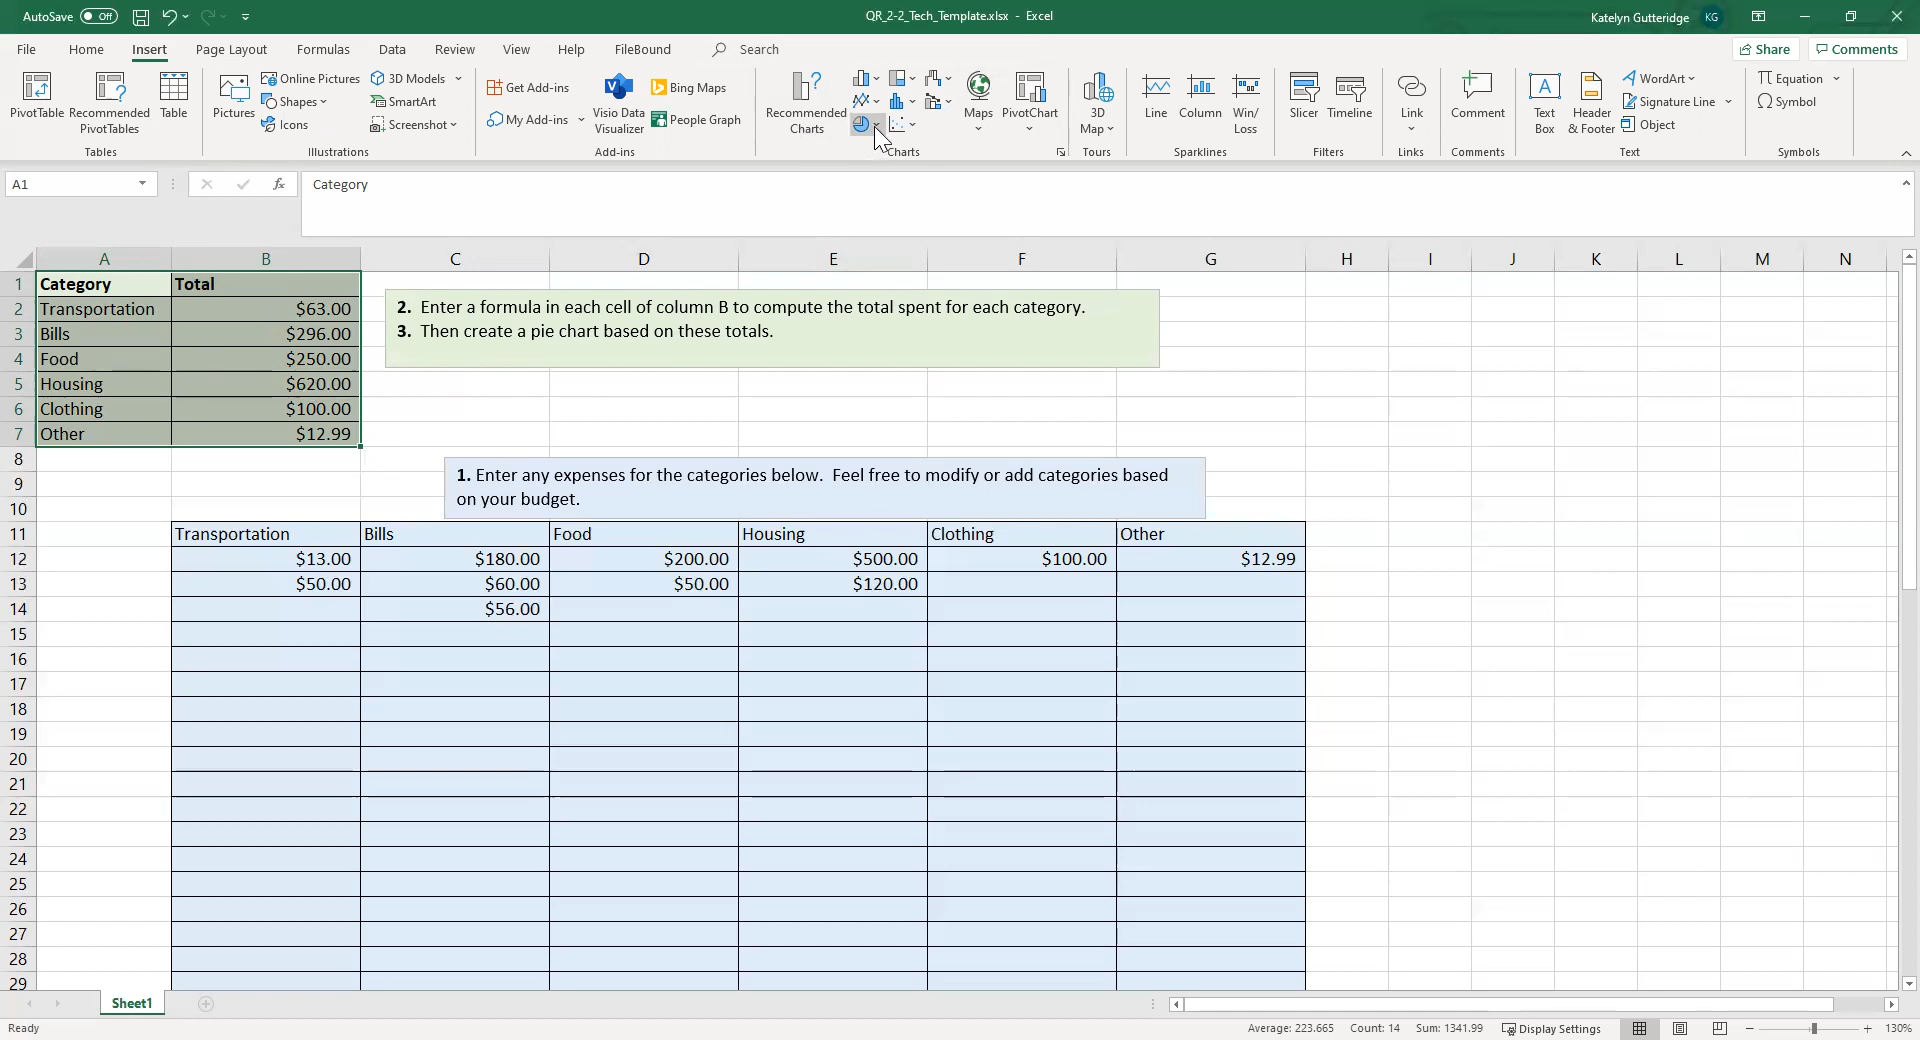 AutoSave Off QR_2-2_Tech_Template.xlsx - Excel Katelyn Gutteridge KG
File Home Insert Page Layout Formulas Data Review View Help FileBound Search Share Comments
PivotTable
Recommended
PivotTables
Table
Tables
Pictures
Online Pictures
Shapes
Icons
3D Models
SmartArt
Screenshot
Illustrations
Get Add-ins
My Add-ins
Visio Data
Visualizer
Bing Maps
People Graph
Add-ins
Recommended
Charts
Maps
PivotChart
Charts
3D
Map
Tours
Line
Column
Win/
Loss
Sparklines
Slicer
Timeline
Filters
Link
Links
Comment
Comments
Text
Box
Header
& Footer
WordArt
Signature Line
Object
Text
Equation
Symbol
Symbols
A1 fx Category
A B C D E F G H I J K L M N
1 Category Total
2 Transportation $63.00
3 Bills $296.00
4 Food $250.00
5 Housing $620.00
6 Clothing $100.00
7 Other $12.99
2. Enter a formula in each cell of column B to compute the total spent for each category.
3. Then create a pie chart based on these totals.
8
9
10
1. Enter any expenses for the categories below. Feel free to modify or add categories based
on your budget.
11 Transportation Bills Food Housing Clothing Other
12 $13.00 $180.00 $200.00 $500.00 $100.00 $12.99
13 $50.00 $60.00 $50.00 $120.00
14 $56.00
15
16
17
18
19
20
21
22
23
24
25
26
27
28
29
Sheet1
Ready Average: 223.665 Count: 14 Sum: 1341.99 Display Settings 130%